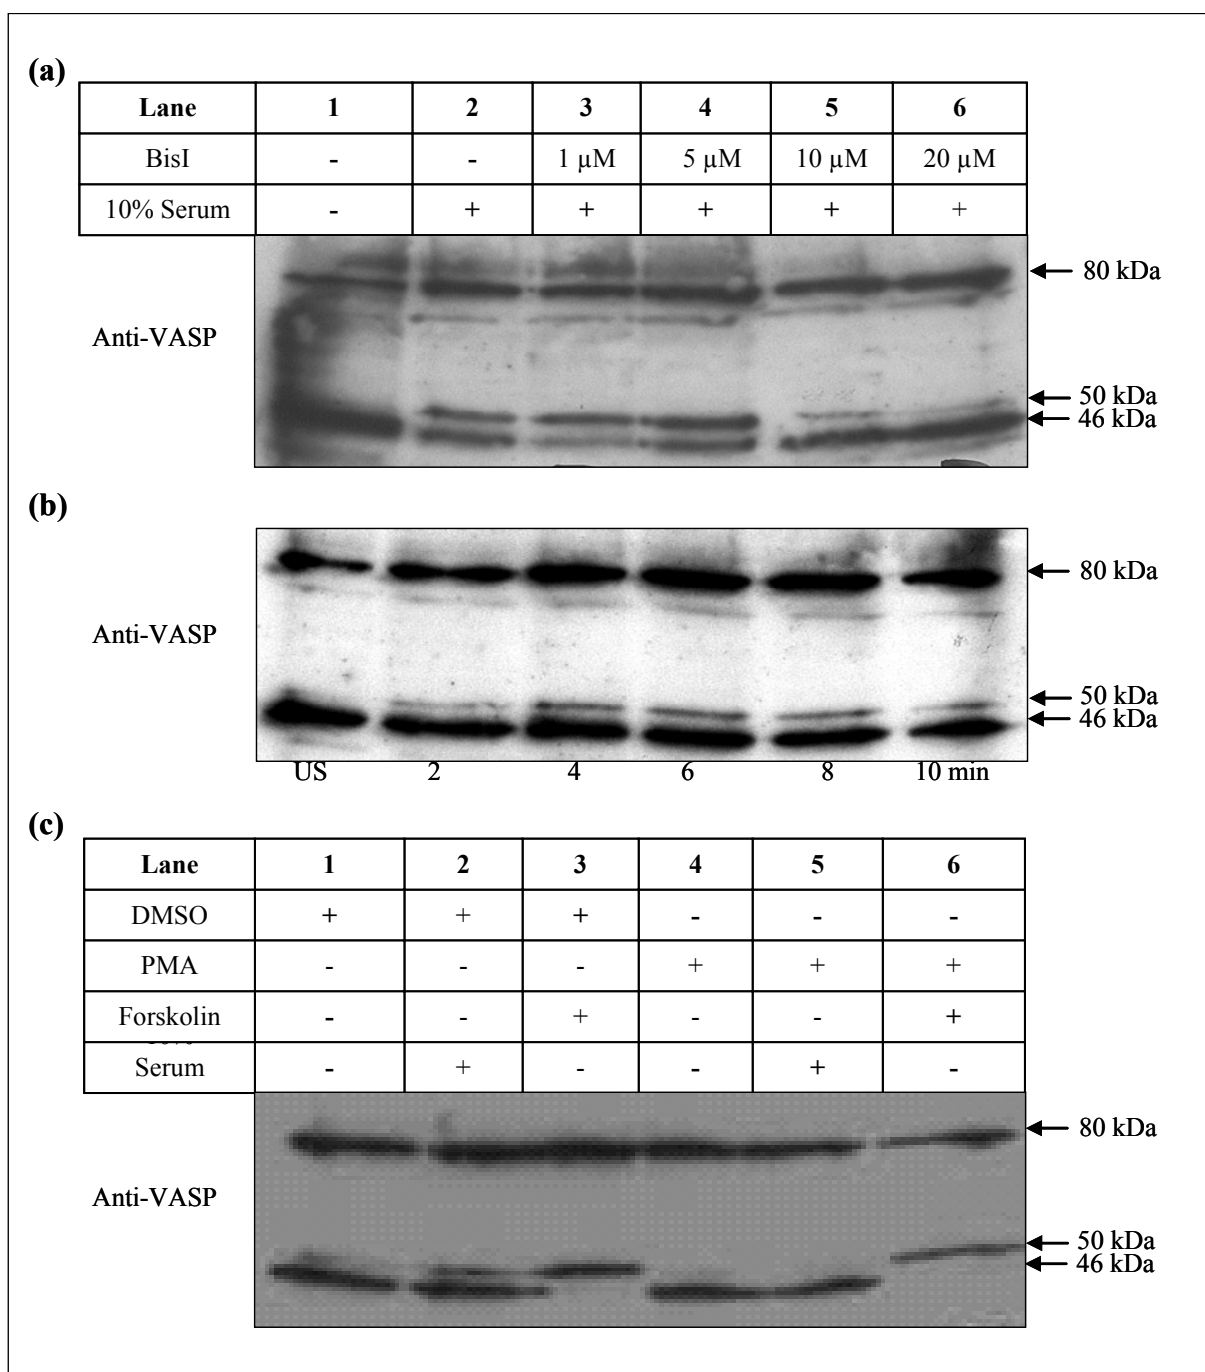 (a)
Lane 1 2 3 4 5 6
BisI - - 1 µM 5 µM 10 µM 20 µM
10% Serum - + + + + +
80 kDa
Anti-VASP
50 kDa
46 kDa
(b)
80 kDa
Anti-VASP
50 kDa
46 kDa
US 2 4 6 8 10 min
(c)
Lane 1 2 3 4 5 6
DMSO + + + - - -
PMA - - - + + +
Forskolin - - + - - +
Serum - + - - + -
80 kDa
Anti-VASP
50 kDa
46 kDa